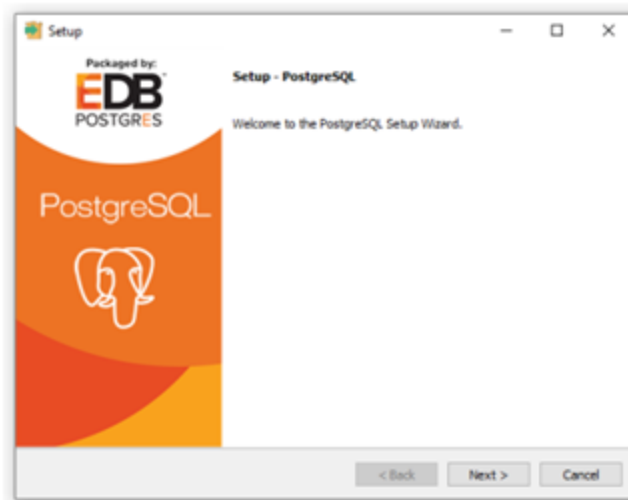 Setup
Packaged by:
EDB
POSTGRES
PostgreSQL
Setup - PostgreSQL
Welcome to the PostgreSQL Setup Wizard.
< Back
Next >
Cancel